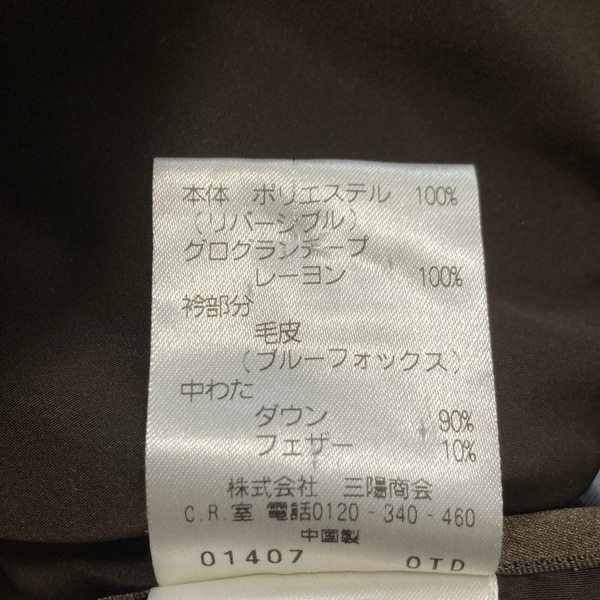 本体 ポリエステル 100%
(リバーシブル)
グログランテープ
レーヨン 100%
衿部分
毛皮
(ブルーフォックス)
中わた
ダウン 90%
フェザー 10%
株式会社 三陽商会
C.R.室 電話0120-340-460
中国製
01407 OTD